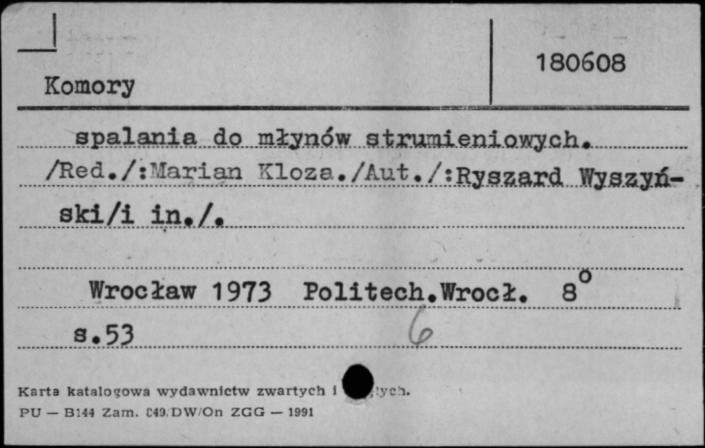 180608
Komory
spalania do młynów strumieniowych.
/Red./:Marian Kloza./Aut./:Ryszard Wyszyń-
ski/i in./.
Wrocław 1973 Politech.Wrocł. 8°
s.53
6
Karta katalogowa wydawnictw zwartych i
PU — B144 Zam. 849.DW/On ZGG — 1991